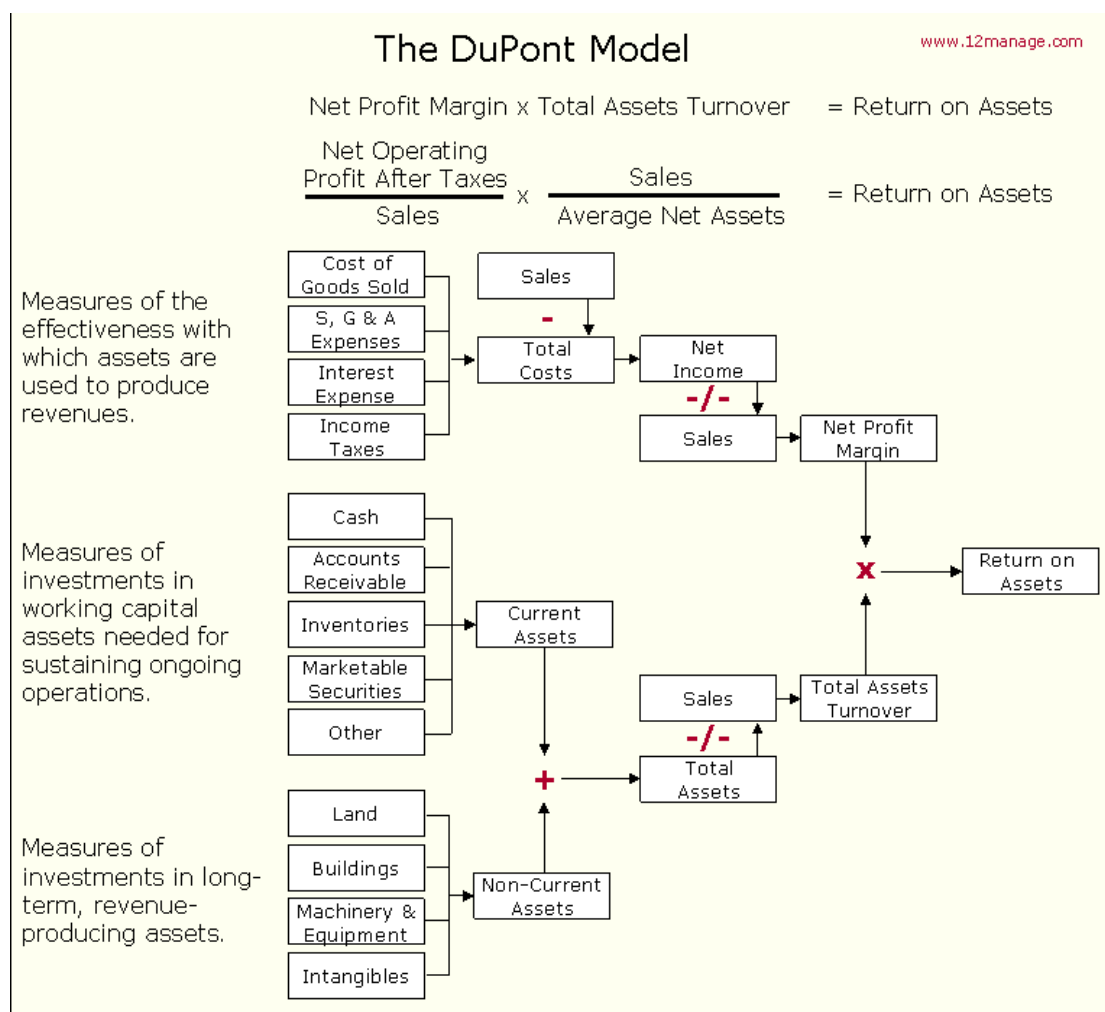 The DuPont Model
www.12manage.com
Net Profit Margin x Total Assets Turnover = Return on Assets
Net Operating
Profit After Taxes
Sales
x
Sales
Average Net Assets
= Return on Assets
Measures of the
effectiveness with
which assets are
used to produce
revenues.
Cost of
Goods Sold
S, G & A
Expenses
Interest
Expense
Income
Taxes
Sales
-
Total
Costs
Net
Income
-/-
Sales
Net Profit
Margin
Measures of
investments in
working capital
assets needed for
sustaining ongoing
operations.
Cash
Accounts
Receivable
Inventories
Marketable
Securities
Other
Current
Assets
x
Return on
Assets
Sales
-/-
Total
Assets
Total Assets
Turnover
+
Measures of
investments in long-
term, revenue-
producing assets.
Land
Buildings
Machinery &
Equipment
Intangibles
Non-Current
Assets